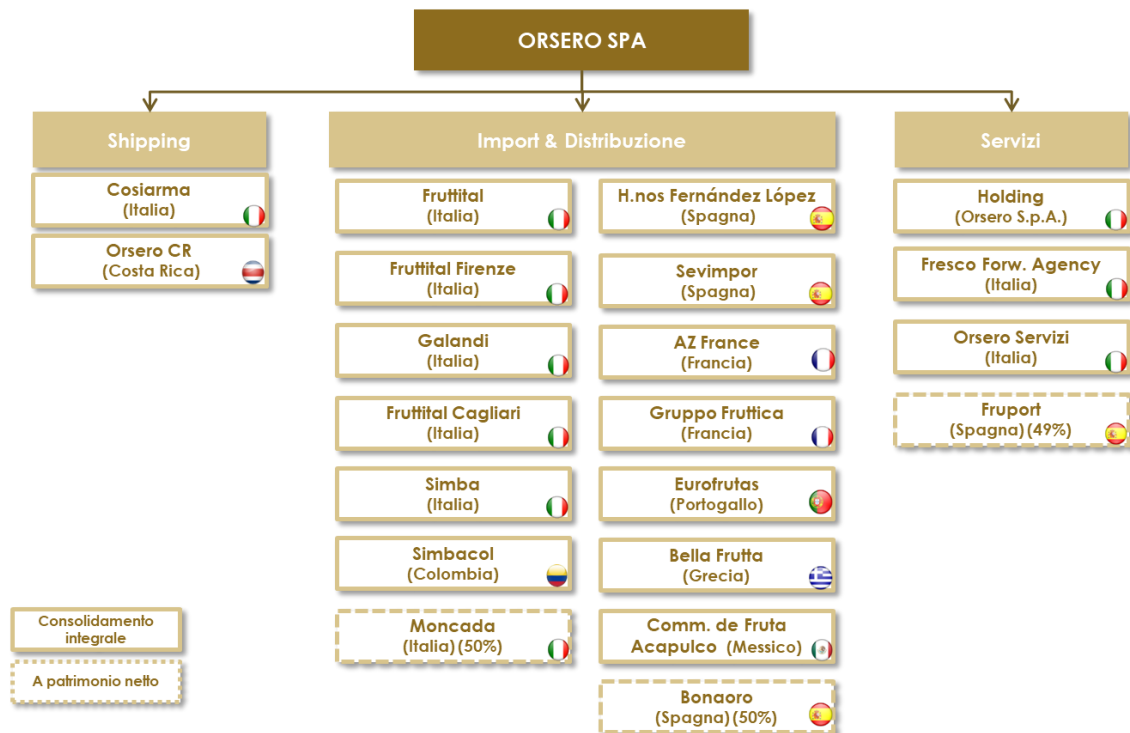 ORSERO SPA
Shipping
Cosiarma
(Italia)
Orsero CR
(Costa Rica)
Import & Distribuzione
Fruttital
(Italia)
Fruttital Firenze
(Italia)
Galandi
(Italia)
Fruttital Cagliari
(Italia)
Simba
(Italia)
Simbacol
(Colombia)
Moncada
(Italia) (50%)
H.nos Fernández López
(Spagna)
Sevimpor
(Spagna)
AZ France
(Francia)
Gruppo Fruttica
(Francia)
Eurofrutas
(Portogallo)
Bella Frutta
(Grecia)
Comm. de Fruta
Acapulco (Messico)
Bonaoro
(Spagna) (50%)
Servizi
Holding
(Orsero S.p.A.)
Fresco Forw. Agency
(Italia)
Orsero Servizi
(Italia)
Fruport
(Spagna) (49%)
Consolidamento
integrale
A patrimonio netto